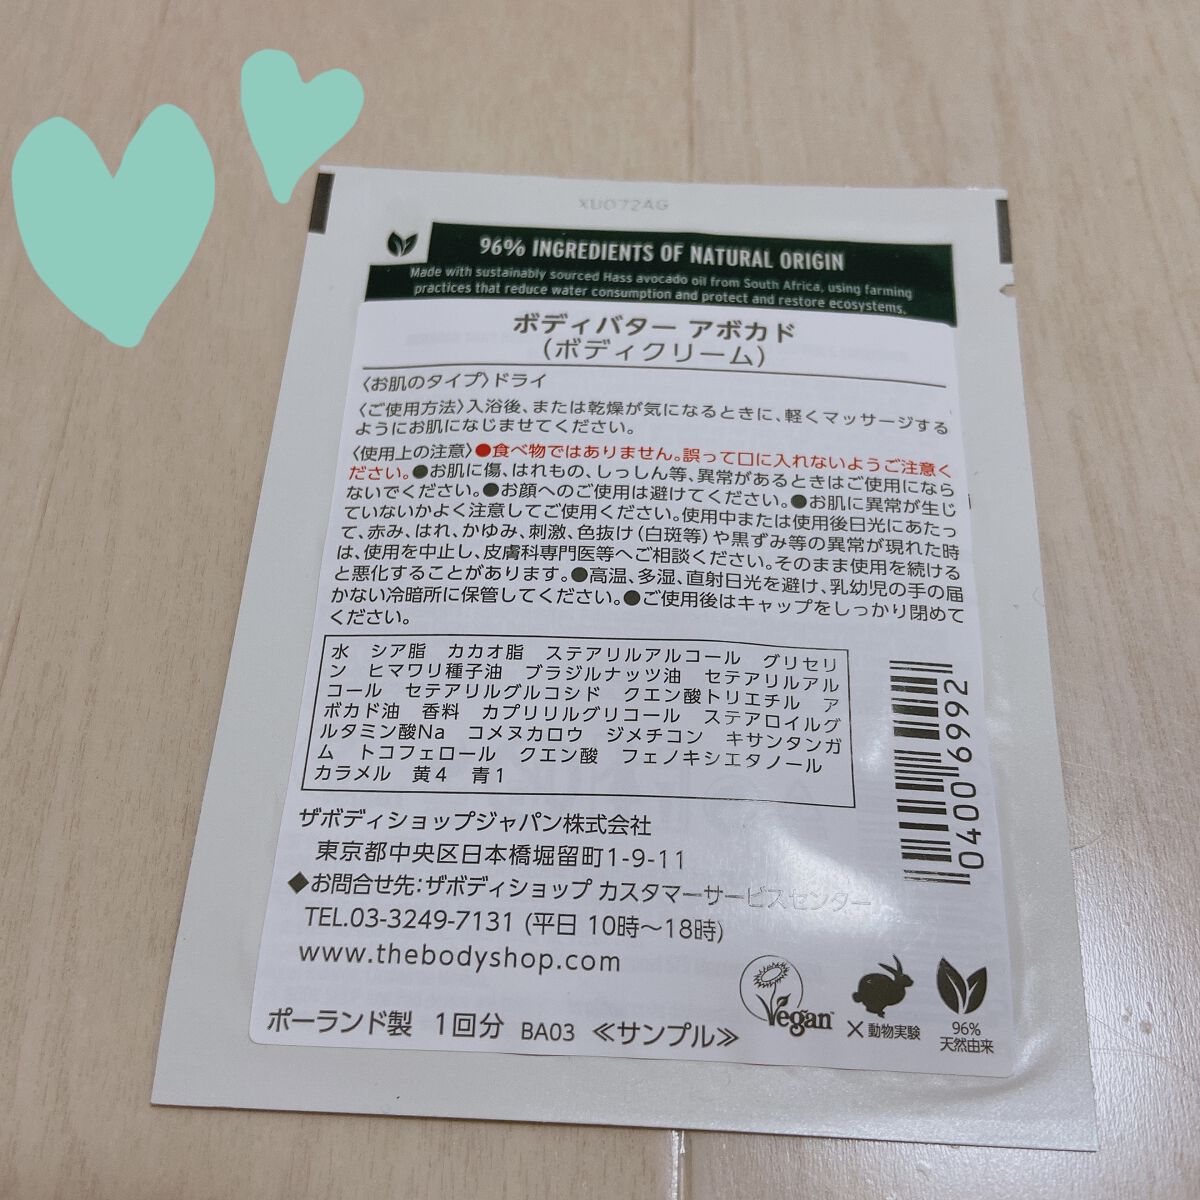 XU072AG
96% INGREDIENTS OF NATURAL ORIGIN
Made with sustainably sourced Hass avocado oil from South Africa, using farming
practices that reduce water consumption and protect and restore ecosystems.
ボディバター アボカド
(ボディクリーム)
〈お肌のタイプ〉ドライ
〈ご使用方法〉入浴後、または乾燥が気になるときに、軽くマッサージする
ようにお肌になじませてください。
〈使用上の注意〉●食べ物ではありません。誤って口に入れないようご注意く
ださい。●お肌に傷、はれもの、しっしん等、異常があるときはご使用になら
ないでください。●お顔へのご使用は避けてください。●お肌に異常が生じ
ていないかよく注意してご使用ください。使用中または使用後日光にあたっ
て、赤み、はれ、かゆみ、刺激、色抜け(白斑等)や黒ずみ等の異常が現れた時
は、使用を中止し、皮膚科専門医等へご相談ください。そのまま使用を続ける
と悪化することがあります。●高温、多湿、直射日光を避け、乳幼児の手の届
かない冷暗所に保管してください。●ご使用後はキャップをしっかり閉めて
ください。
水 シア脂 カカオ脂 ステアリルアルコール グリセリ
ン ヒマワリ種子油 ブラジルナッツ油 セテアリルアル
コール セテアリルグルコシド クエン酸トリエチル ア
ボカド油 香料 カプリリルグリコール ステアロイルグ
ルタミン酸Na コメヌカロウ ジメチコン キサンタンガ
ム トコフェロール クエン酸 フェノキシエタノール
カラメル 黄4 青1
0400 6992
ザボディショップジャパン株式会社
東京都中央区日本橋堀留町1-9-11
◆お問合せ先:ザボディショップ カスタマーサービスセンター
TEL.03-3249-7131 (平日 10時～18時)
www.thebodyshop.com
Vegan
×動物実験
96%
天然由来
ポーランド製 1回分 BA03 ≪サンプル≫